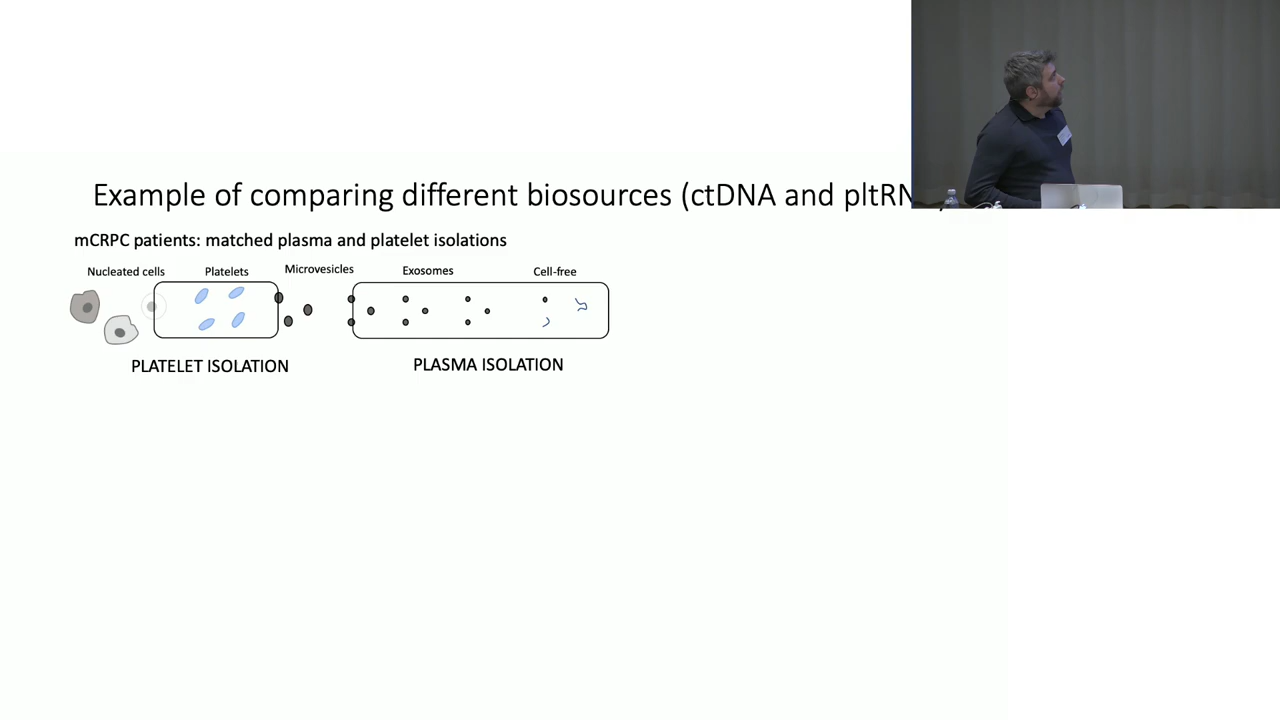 Example of comparing different biosources (ctDNA and pltRN
mCRPC patients: matched plasma and platelet isolations
Nucleated cells Platelets Microvesicles Exosomes Cell-free
PLATELET ISOLATION PLASMA ISOLATION